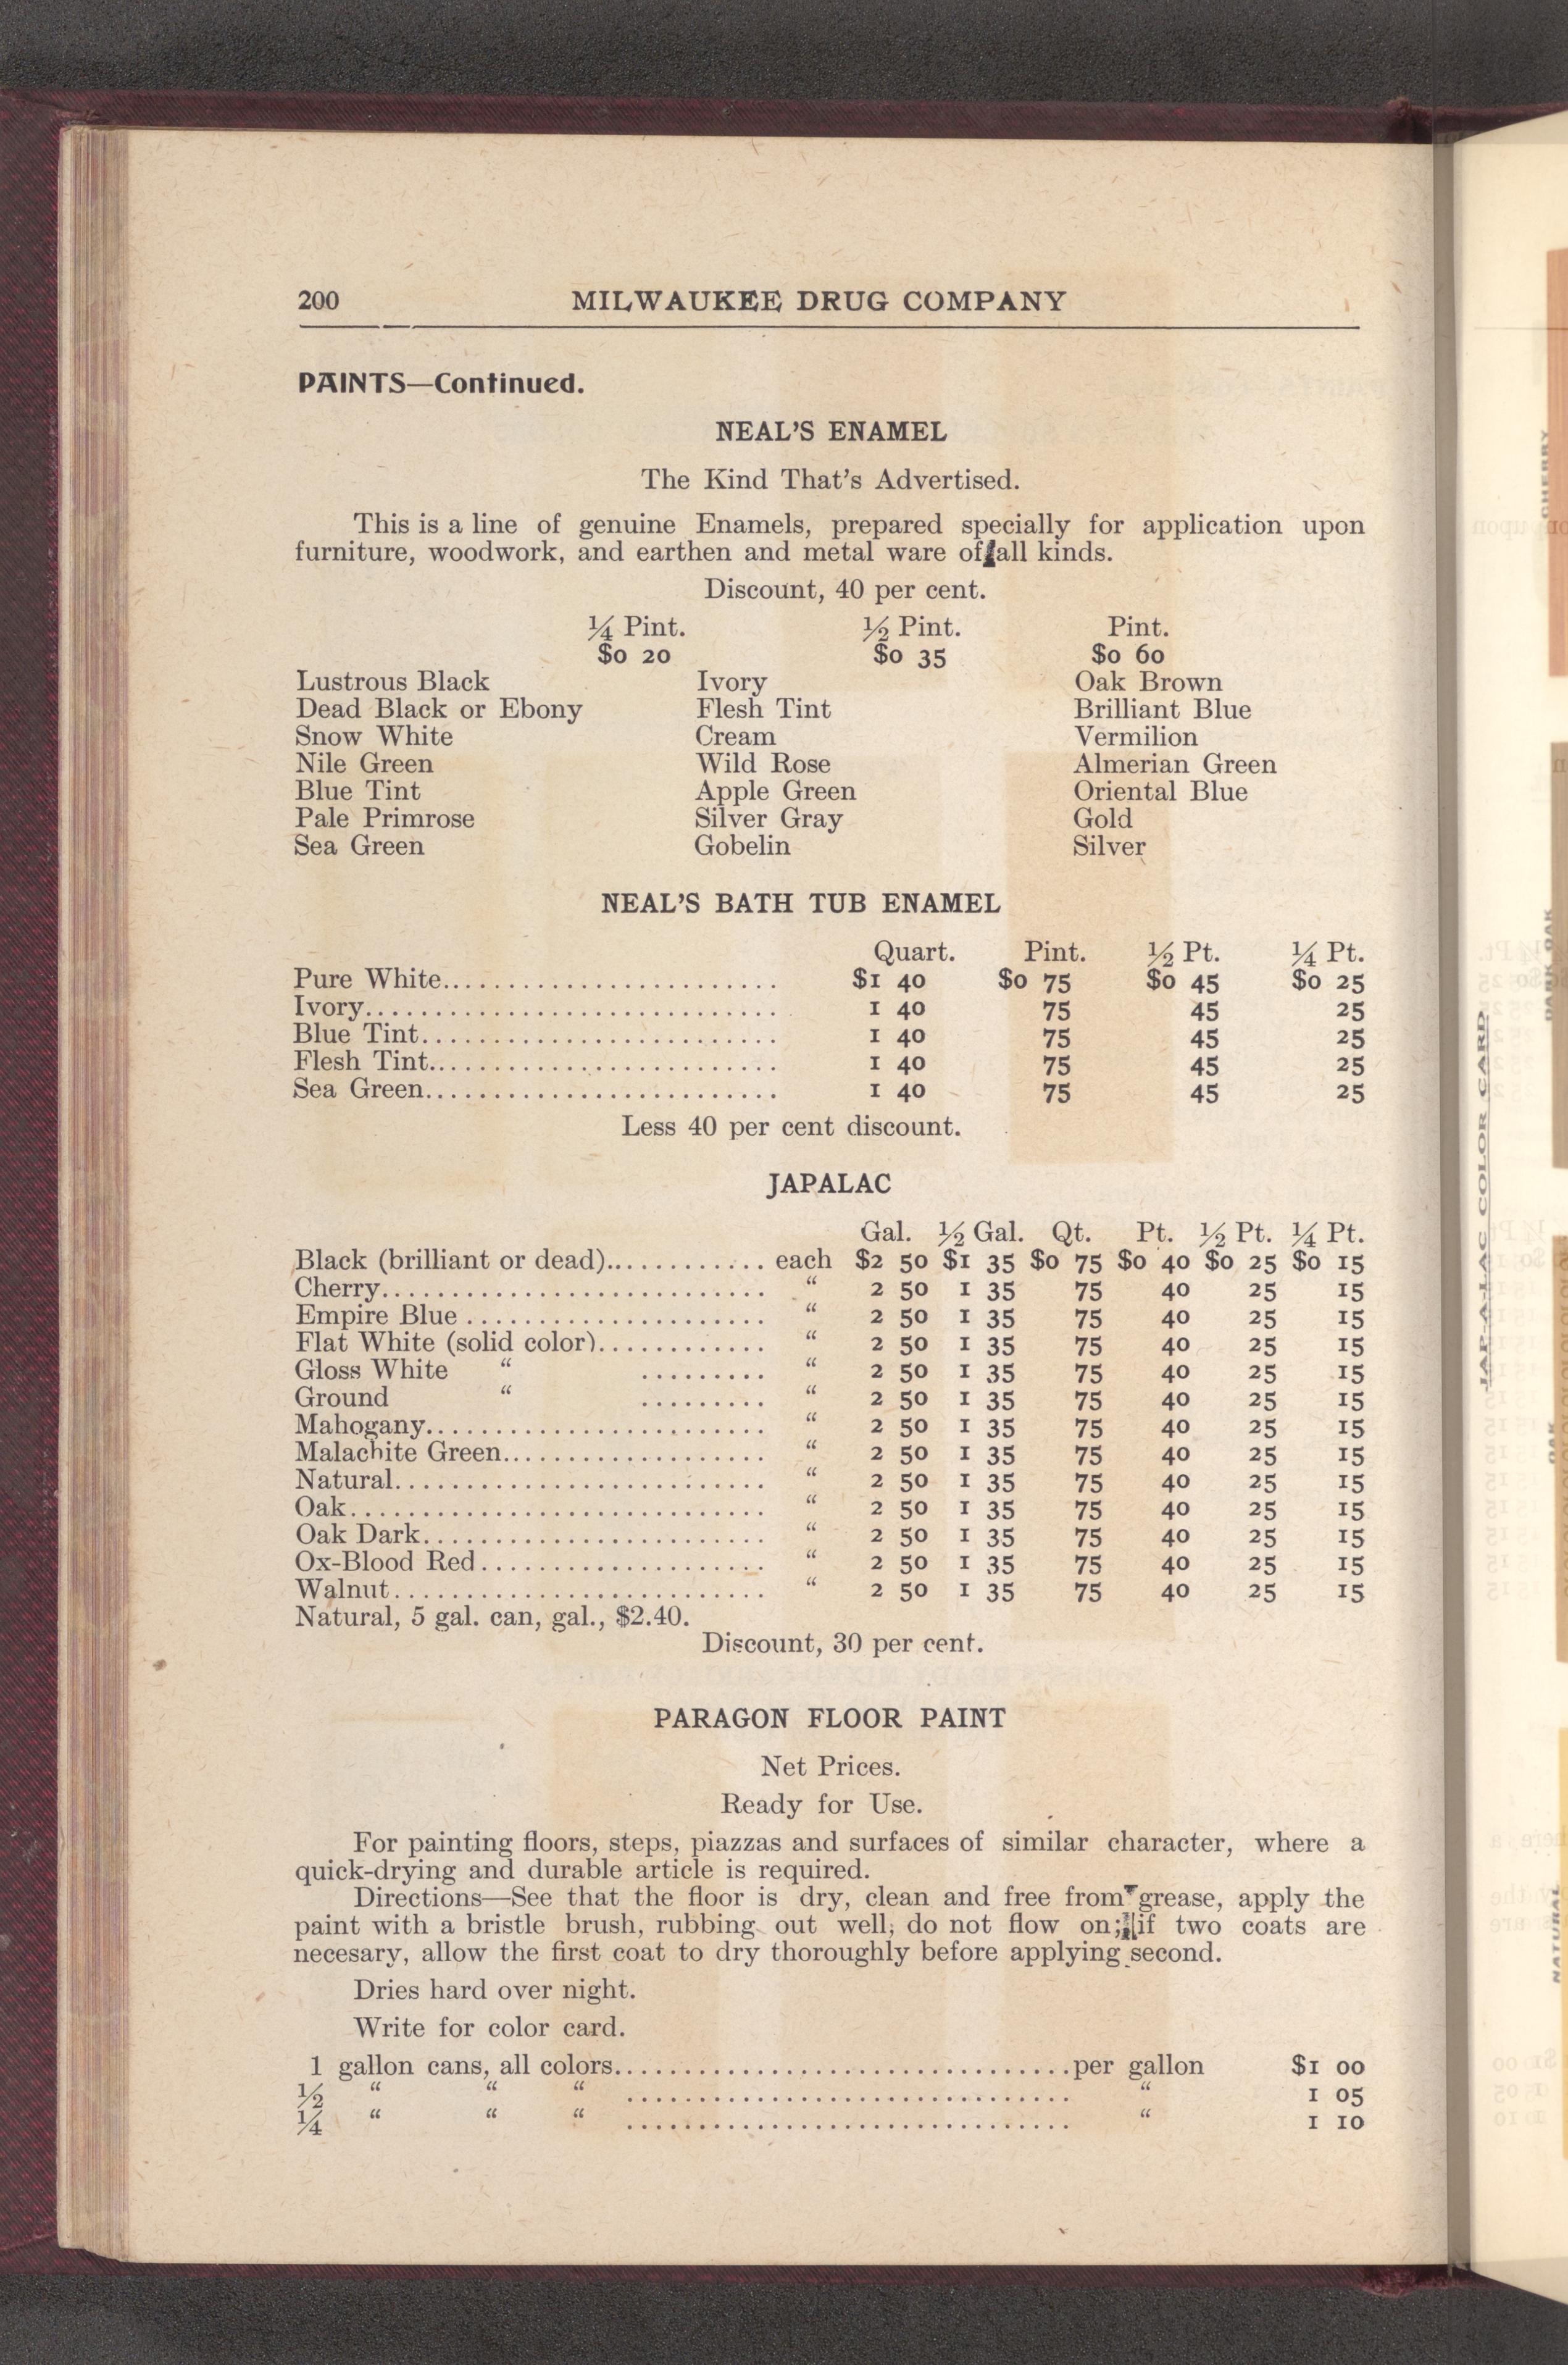 200 MILWAUKEE DRUG COMPANY
PAINTS—Continued.
NEAL'S ENAMEL
The Kind That's Advertised.
This is a line of genuine Enamels, prepared specially for application upon
furniture, woodwork, and earthen and metal ware of all kinds.
Discount, 40 per cent.
¼ Pint. ½ Pint. Pint.
$0 20 $0 35 $0 60
Lustrous Black Ivory Oak Brown
Dead Black or Ebony Flesh Tint Brilliant Blue
Snow White Cream Vermilion
Nile Green Wild Rose Almerian Green
Blue Tint Apple Green Oriental Blue
Pale Primrose Silver Gray Gold
Sea Green Gobelin Silver
NEAL'S BATH TUB ENAMEL
Quart. Pint. ½ Pt. ¼ Pt.
Pure White........................ $1 40 $0 75 $0 45 $0 25
Ivory............................. 1 40 75 45 25
Blue Tint......................... 1 40 75 45 25
Flesh Tint........................ 1 40 75 45 25
Sea Green......................... 1 40 75 45 25
Less 40 per cent discount.
JAPALAC
Gal. ½ Gal. Qt. Pt. ½ Pt. ¼ Pt.
Black (brilliant or dead)............. each $2 50 $1 35 $0 75 $0 40 $0 25 $0 15
Cherry........................... “ 2 50 1 35 75 40 25 15
Empire Blue ...................... “ 2 50 1 35 75 40 25 15
Flat White (solid color)............ “ 2 50 1 35 75 40 25 15
Gloss White “ ......... “ 2 50 1 35 75 40 25 15
Ground “ ......... “ 2 50 1 35 75 40 25 15
Mahogany........................ “ 2 50 1 35 75 40 25 15
Malachite Green................... “ 2 50 1 35 75 40 25 15
Natural.......................... “ 2 50 1 35 75 40 25 15
Oak.............................. “ 2 50 1 35 75 40 25 15
Oak Dark........................ “ 2 50 1 35 75 40 25 15
Ox-Blood Red.................... “ 2 50 1 35 75 40 25 15
Walnut.......................... “ 2 50 1 35 75 40 25 15
Natural, 5 gal. can, gal., $2.40.
Discount, 30 per cent.
PARAGON FLOOR PAINT
Net Prices.
Ready for Use.
For painting floors, steps, piazzas and surfaces of similar character, where a
quick-drying and durable article is required.
Directions—See that the floor is dry, clean and free from grease, apply the
paint with a bristle brush, rubbing out well, do not flow on; if two coats are
necesary, allow the first coat to dry thoroughly before applying second.
Dries hard over night.
Write for color card.
1 gallon cans, all colors................................per gallon $1 00
½ “ “ “ ............................... “ 1 05
¼ “ “ “ ............................... “ 1 10
JAP-A-LAC COLOR CARD
CHERRY
DARK OAK
OAK
NATURAL